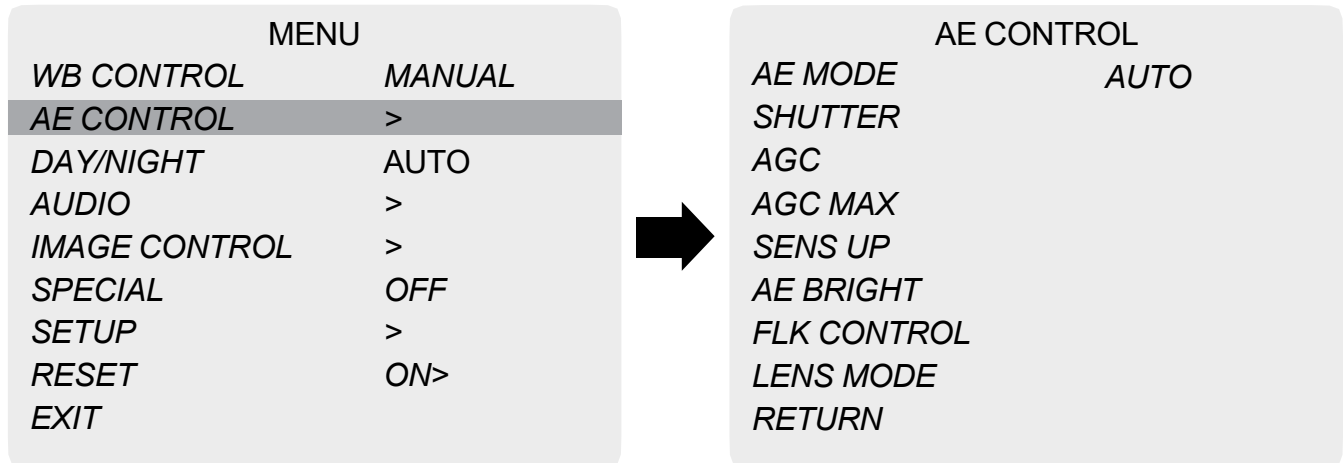 MENU
WB CONTROL MANUAL
AE CONTROL >
DAY/NIGHT AUTO
AUDIO >
IMAGE CONTROL >
SPECIAL OFF
SETUP >
RESET ON>
EXIT
AE CONTROL
AE MODE AUTO
SHUTTER
AGC
AGC MAX
SENS UP
AE BRIGHT
FLK CONTROL
LENS MODE
RETURN